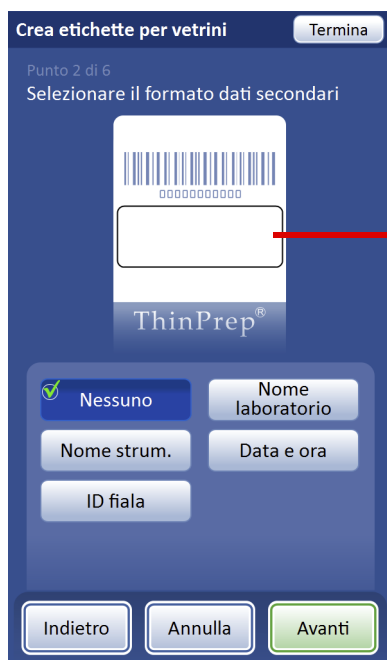 Crea etichette per vetrini
Termina
Punto 2 di 6
Selezionare il formato dati secondari
00000000000
ThinPrep®
Nessuno
Nome
laboratorio
Nome strum.
Data e ora
ID fiala
Indietro
Annulla
Avanti